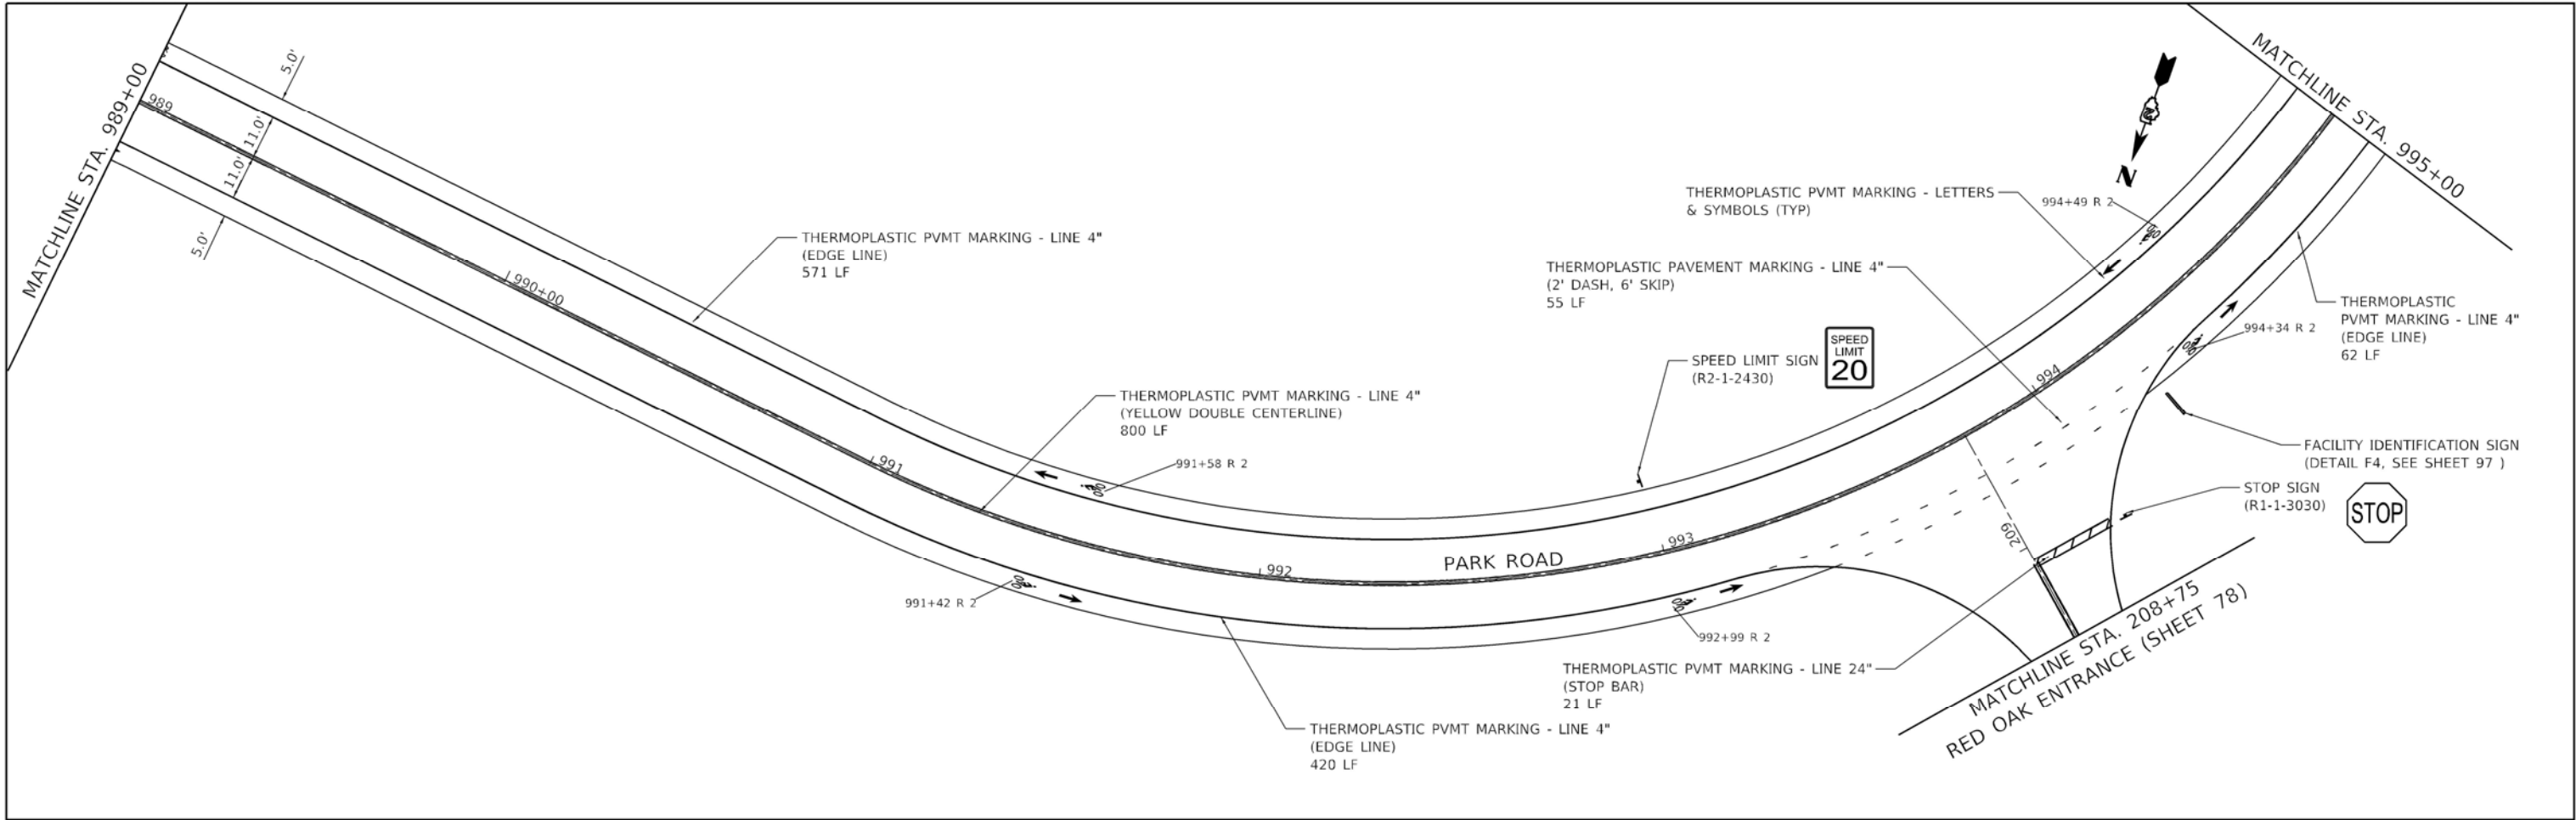 MATCHLINE STA. 989+00
5.0'
11.0'
11.0'
5.0'
989
990+00
991
992
993
994
THERMOPLASTIC PVMT MARKING - LINE 4"
(EDGE LINE)
571 LF
THERMOPLASTIC PVMT MARKING - LINE 4"
(YELLOW DOUBLE CENTERLINE)
800 LF
991+58 R 2
991+42 R 2
PARK ROAD
THERMOPLASTIC PVMT MARKING - LINE 4"
(EDGE LINE)
420 LF
THERMOPLASTIC PVMT MARKING - LETTERS
& SYMBOLS (TYP)
994+49 R 2
THERMOPLASTIC PAVEMENT MARKING - LINE 4"
(2' DASH, 6' SKIP)
55 LF
SPEED LIMIT SIGN
(R2-1-2430)
SPEED
LIMIT
20
N
MATCHLINE STA. 995+00
THERMOPLASTIC
PVMT MARKING - LINE 4"
(EDGE LINE)
62 LF
994+34 R 2
FACILITY IDENTIFICATION SIGN
(DETAIL F4, SEE SHEET 97 )
STOP SIGN
(R1-1-3030)
STOP
209
992+99 R 2
THERMOPLASTIC PVMT MARKING - LINE 24"
(STOP BAR)
21 LF
MATCHLINE STA. 208+75
RED OAK ENTRANCE (SHEET 78)